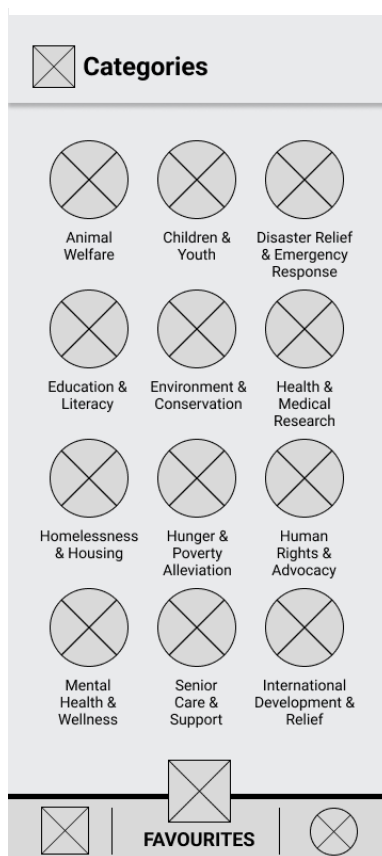 Categories
Animal
Welfare
Children &
Youth
Disaster Relief
& Emergency
Response
Education &
Literacy
Environment &
Conservation
Health &
Medical
Research
Homelessness
& Housing
Hunger &
Poverty
Alleviation
Human
Rights &
Advocacy
Mental
Health &
Wellness
Senior
Care &
Support
International
Development &
Relief
FAVOURITES